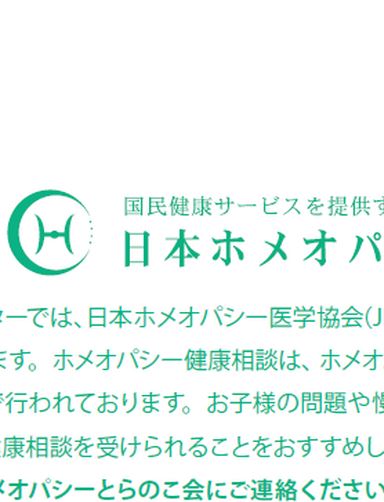 国民健康サービスを提供す
日本ホメオパ
ターでは、日本ホメオパシー医学協会(J
ます。ホメオパシー健康相談は、ホメオ
で行われております。お子様の問題や慢
健康相談を受けられることをおすすめし
メオパシーとらのこ会にご連絡ください